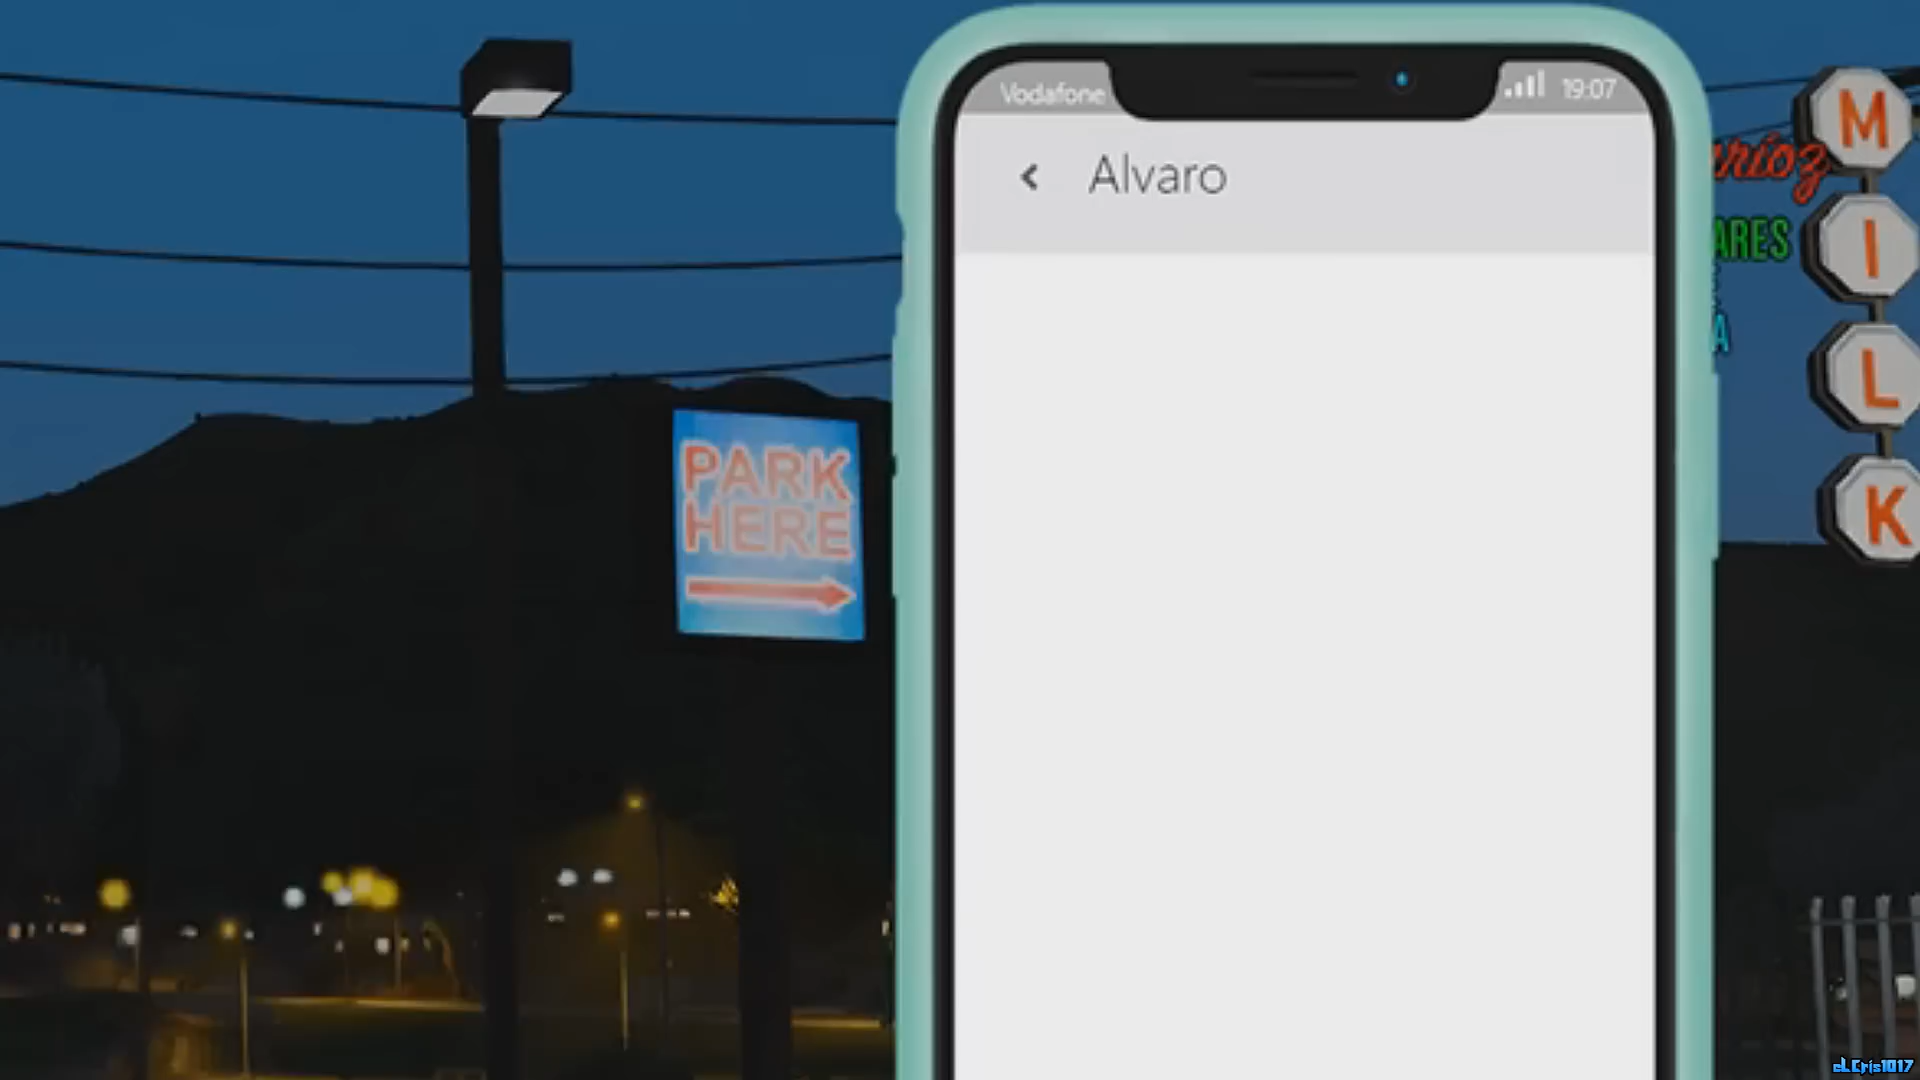 Vodafone
19:07
Alvaro
PARK
HERE
ARES
A
M
I
L
K
eLCris1017